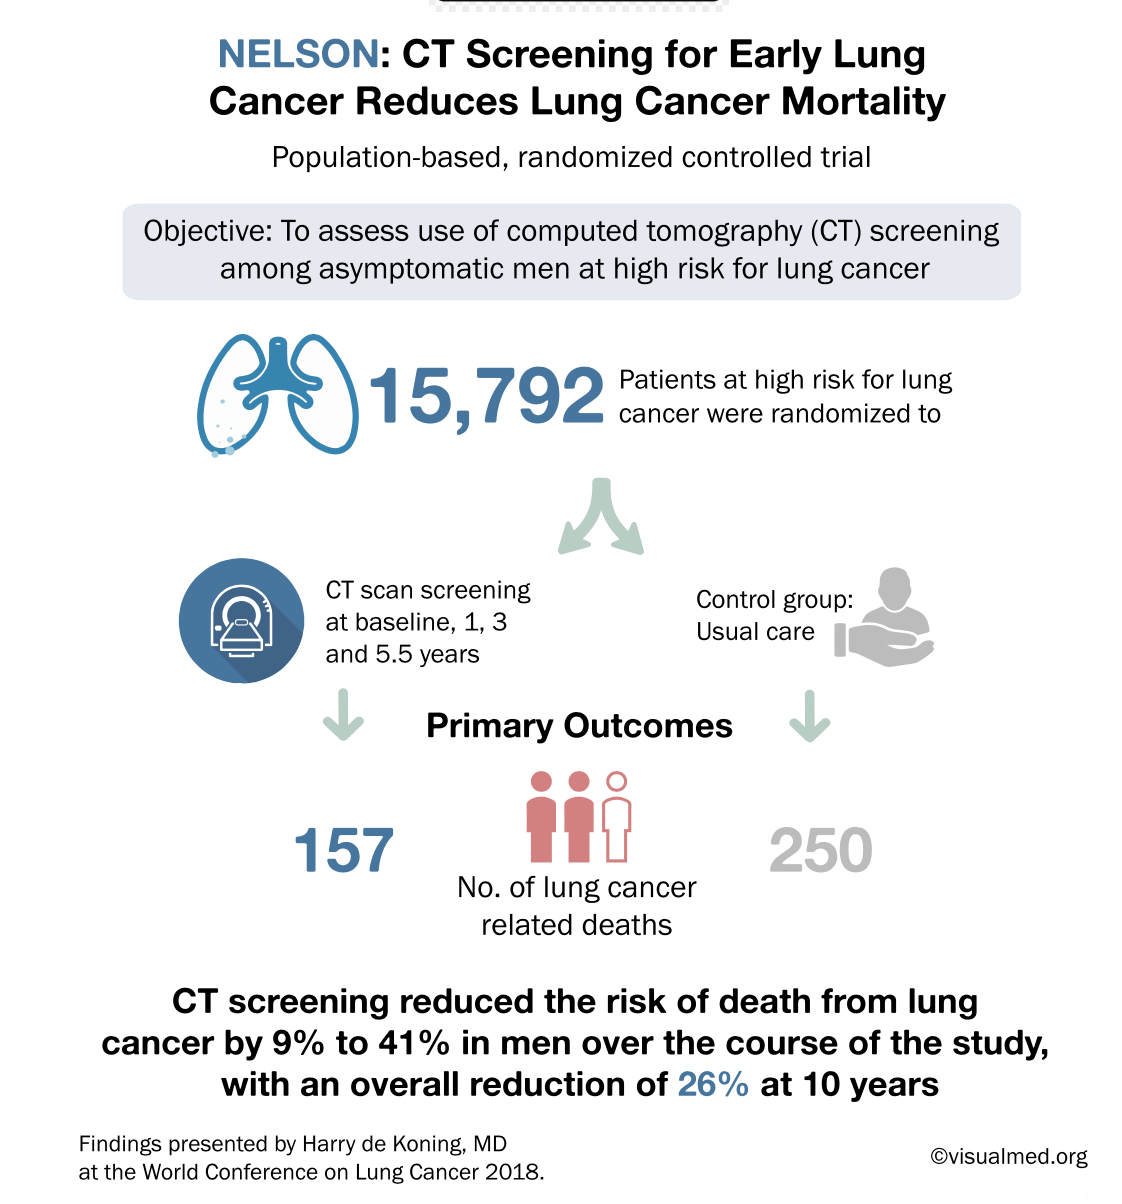 NELSON: CT Screening for Early Lung
Cancer Reduces Lung Cancer Mortality
Population-based, randomized controlled trial
Objective: To assess use of computed tomography (CT) screening
among asymptomatic men at high risk for lung cancer
15,792
Patients at high risk for lung
cancer were randomized to
CT scan screening
at baseline, 1, 3
and 5.5 years
Control group:
Usual care
Primary Outcomes
157
No. of lung cancer
related deaths
250
CT screening reduced the risk of death from lung
cancer by 9% to 41% in men over the course of the study,
with an overall reduction of 26% at 10 years
Findings presented by Harry de Koning, MD
at the World Conference on Lung Cancer 2018.
©visualmed.org